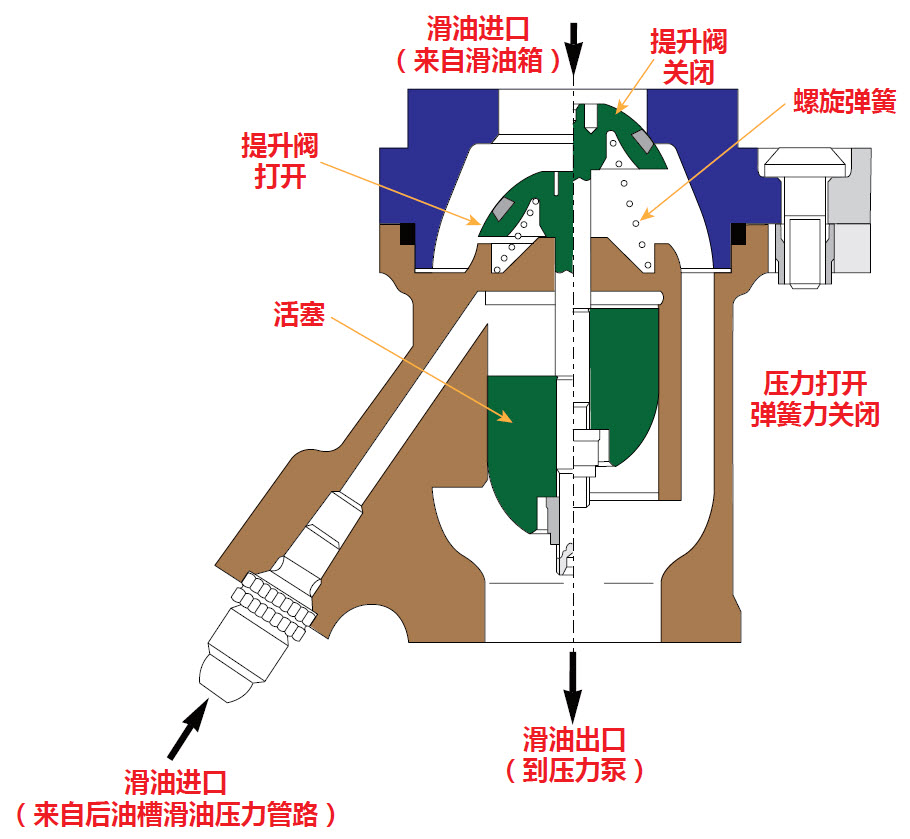 滑油进口
（来自滑油箱）
提升阀
关闭
螺旋弹簧
提升阀
打开
活塞
压力打开
弹簧力关闭
滑油出口
（到压力泵）
滑油进口
（来自后油槽滑油压力管路）